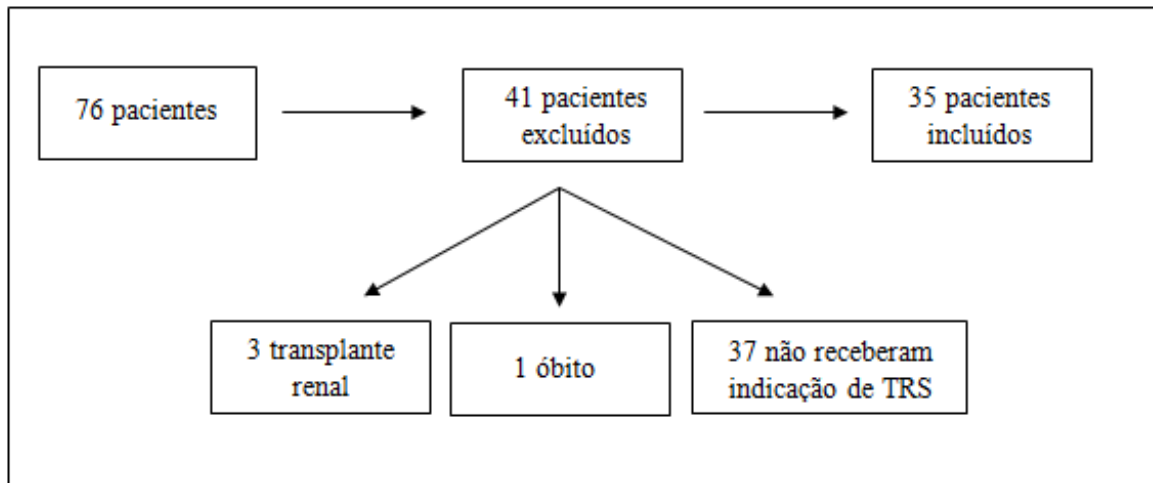 76 pacientes
41 pacientes
excluídos
35 pacientes
incluídos
3 transplante
renal
1 óbito
37 não receberam
indicação de TRS